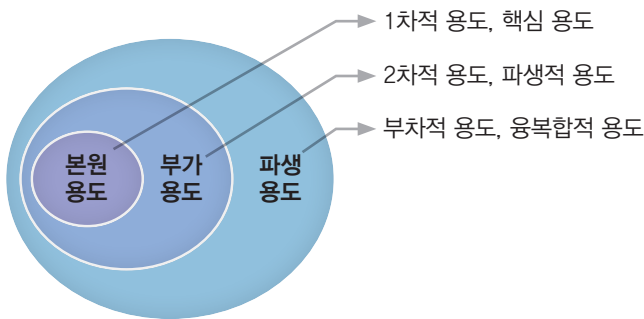 1차적 용도, 핵심 용도
2차적 용도, 파생적 용도
부차적 용도, 융복합적 용도
본원
용도
부가
용도
파생
용도